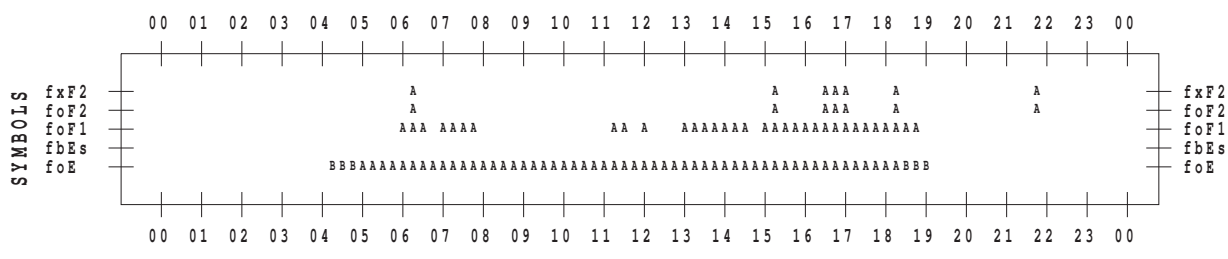 00 01 02 03 04 05 06 07 08 09 10 11 12 13 14 15 16 17 18 19 20 21 22 23 00
SYMBOLS
fxF2 A A AAA A A fxF2
foF2 A A AAA A A foF2
foF1 AAA AAAA AA A AAAAAAA AAAAAAAAAAAAAAAA foF1
fbEs fbEs
foE BBBAAAAAAAAAAAAAAAAAAAAAAAAAAAAAAAAAAAAAAAAAAAAAAAAAAAAAABBB foE
00 01 02 03 04 05 06 07 08 09 10 11 12 13 14 15 16 17 18 19 20 21 22 23 00